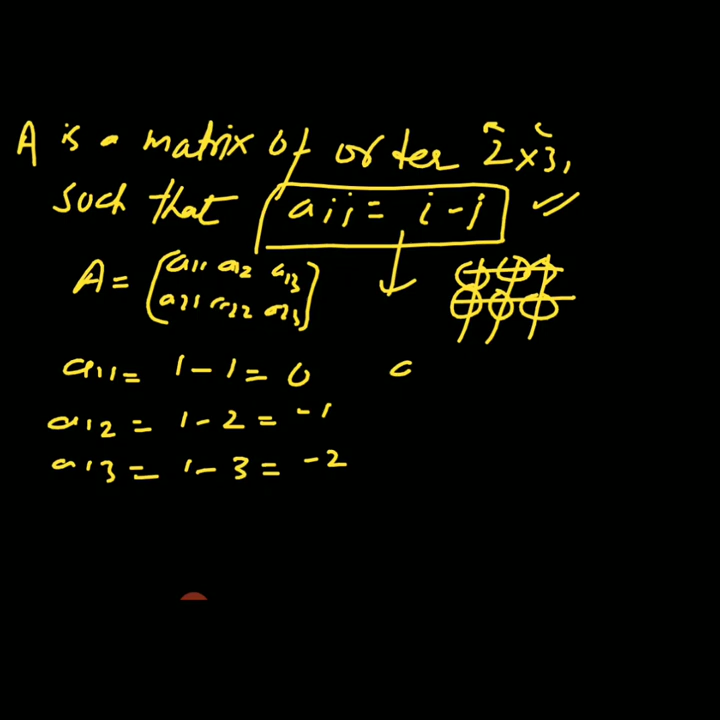 A is a matrix of orter 2×3,
such that aij = i-j
A = (a11 a12 a13
a21 a22 a23)
a11 = 1-1 = 0 a
a12 = 1-2 = -1
a13 = 1-3 = -2